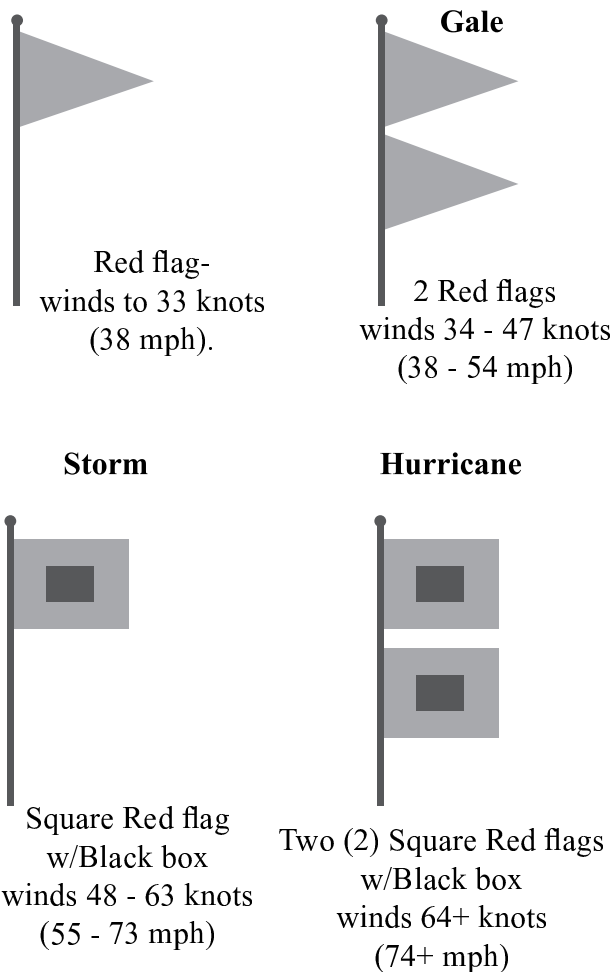 Red flag-
winds to 33 knots
(38 mph).
Gale
2 Red flags
winds 34 - 47 knots
(38 - 54 mph)
Storm
Square Red flag
w/Black box
winds 48 - 63 knots
(55 - 73 mph)
Hurricane
Two (2) Square Red flags
w/Black box
winds 64+ knots
(74+ mph)